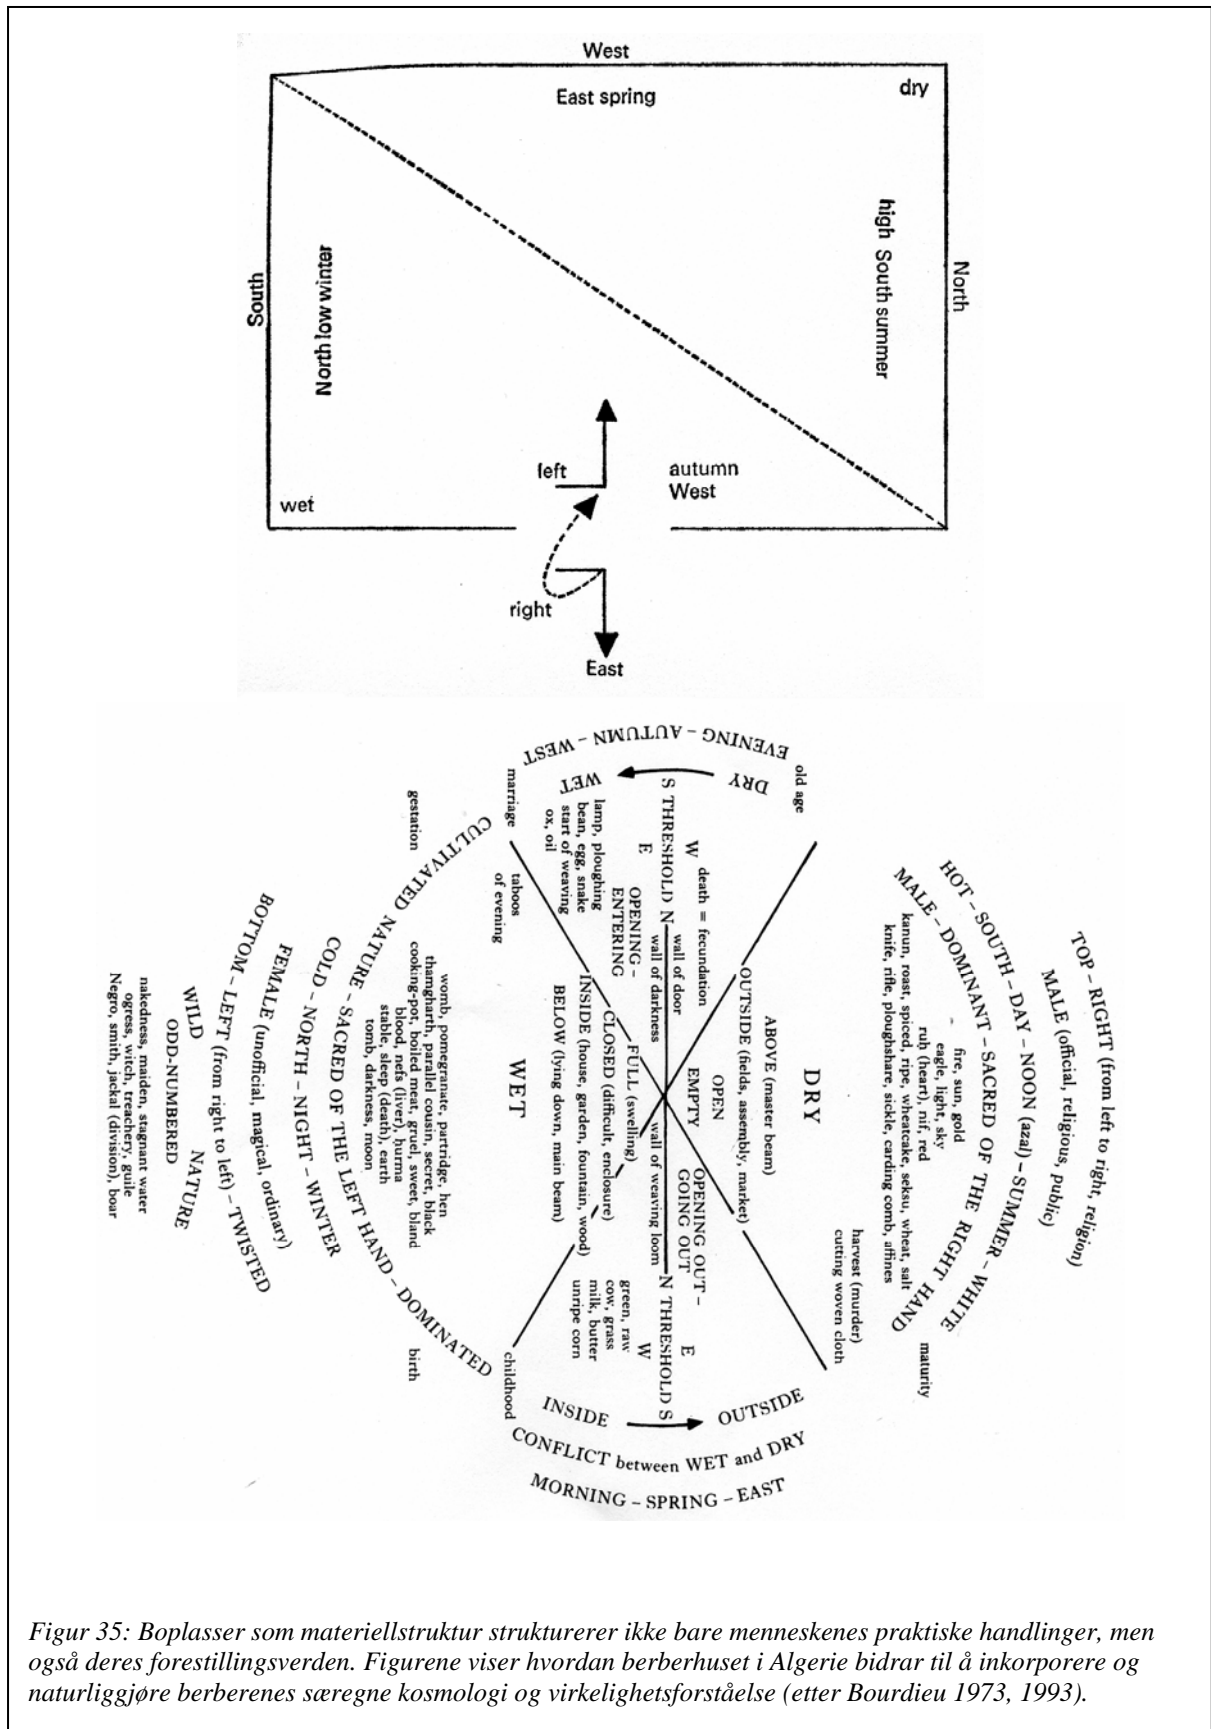 West
East spring
dry
South
North low winter
high South summer
North
left
autumn
West
wet
right
East
EVENING – AUTUMN – WEST
DRY
WET
old age
marriage
gestation
CULTIVATED NATURE – SACRED OF THE LEFT HAND – DOMINATED
taboos
of evening
lamp, ploughing
bean, egg, snake
start of weaving
ox, oil
S THRESHOLD N
W
E
death = fecundation
OPENING –
ENTERING
wall of door
wall of darkness
TOP – RIGHT (from left to right, religion)
MALE (official, religious, public)
HOT – SOUTH – DAY – NOON (azal) – SUMMER – WHITE
MALE – DOMINANT – SACRED OF THE RIGHT HAND
fire, sun, gold
eagle, light, sky
ruḥ (heart), nif, red
kanun, roast, spiced, ripe, wheatcake, seksu, wheat, salt
knife, rifle, ploughshare, sickle, carding comb, affines
harvest (murder)
cutting woven cloth
maturity
DRY
ABOVE (master beam)
OUTSIDE (fields, assembly, market)
OPEN
EMPTY
OPENING OUT –
GOING OUT
wall of weaving loom
FULL (swelling)
CLOSED (difficult, enclosure)
INSIDE (house, garden, fountain, wood)
BELOW (lying down, main beam)
WET
womb, pomegranate, partridge, hen
thamgharth, parallel cousin, secret, black
cooking-pot, boiled meat, gruel, sweet, bland
blood, nefs (liver), ḥurma
stable, sleep (death), earth
tomb, darkness, moon
COLD – NORTH – NIGHT – WINTER
FEMALE (unofficial, magical, ordinary)
BOTTOM – LEFT (from right to left) – TWISTED
WILD NATURE
ODD-NUMBERED
nakedness, maiden, stagnant water
ogress, witch, treachery, guile
Negro, smith, jackal (division), boar
birth
childhood
green, raw
cow, grass
milk, butter
unripe corn
N THRESHOLD S
E
W
INSIDE
OUTSIDE
CONFLICT between WET and DRY
MORNING – SPRING – EAST
Figur 35: Boplasser som materiellstruktur strukturerer ikke bare menneskenes praktiske handlinger, men
også deres forestillingsverden. Figurene viser hvordan berberhuset i Algerie bidrar til å inkorporere og
naturliggjøre berberenes særegne kosmologi og virkelighetsforståelse (etter Bourdieu 1973, 1993).